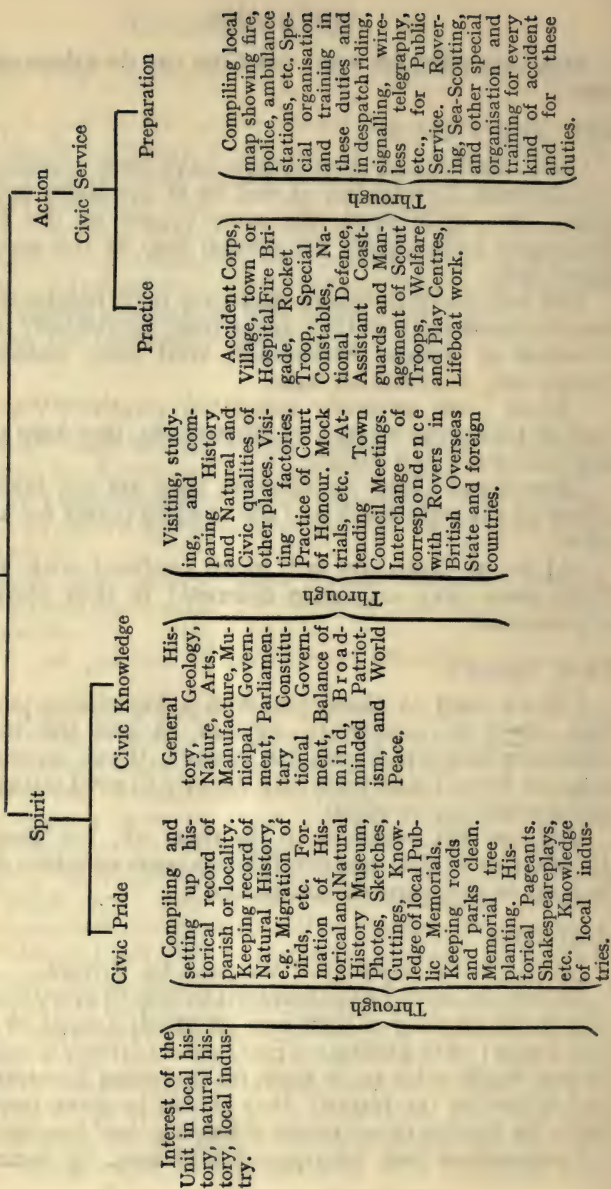 Spirit
Action
Civic Service
Civic Pride
Civic Knowledge
Practice
Preparation
Interest of the
Unit in local his-
tory, natural his-
tory, local indus-
try.
Through
Compiling and
setting up his-
torical record of
parish or locality.
Keeping record of
Natural History,
e.g. Migration of
birds, etc. For-
mation of His-
torical and Natural
History Museum,
Photos, Sketches,
Cuttings, Know-
ledge of local Pub-
lic Memorials.
Keeping roads
and parks clean.
Memorial tree
planting. His-
torical Pageants.
Shakespeare plays,
etc. Knowledge
of local indus-
tries.
General His-
tory, Geology,
Nature, Arts,
Manufacture, Mu-
nicipal Govern-
ment, Parliamen-
tary Constitu-
tional Govern-
ment, Balance of
mind, Broad-
minded Patriot-
ism, and World
Peace.
Through
Visiting, study-
ing, and com-
paring History
and Natural and
Civic qualities of
other places. Visi-
ting factories.
Practice of Court
of Honour. Mock
trials, etc. At-
tending Town
Council Meetings.
Interchange of
correspondence
with Rovers in
British Overseas
State and foreign
countries.
Accident Corps,
Village, town or
Hospital Fire Bri-
gade, Rocket
Troop, Special
Constables, Na-
tional Defence,
Assistant Coast-
guards and Man-
agement of Scout
Troops, Welfare
and Play Centres,
Lifeboat work.
Through
Compiling local
map showing fire,
police, ambulance
stations, etc. Spe-
cial organisation
and training in
these duties and
in despatch riding,
signalling, wire-
less telegraphy,
etc., for Public
Service. Rover-
ing, Sea-Scouting,
and other special
organisation and
training for every
kind of accident
and for these
duties.